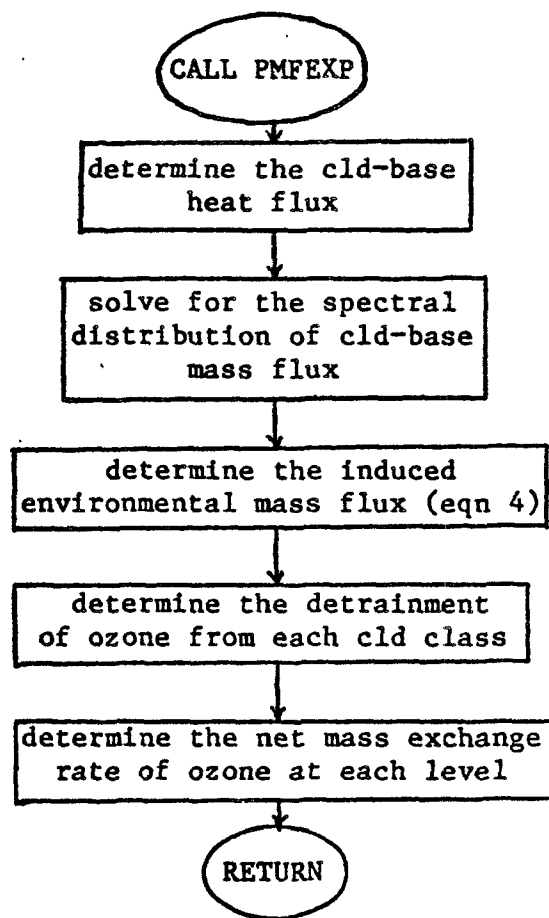 CALL PMFEXP
determine the cld-base
heat flux
solve for the spectral
distribution of cld-base
mass flux
determine the induced
environmental mass flux (eqn 4)
determine the detrainment
of ozone from each cld class
determine the net mass exchange
rate of ozone at each level
RETURN